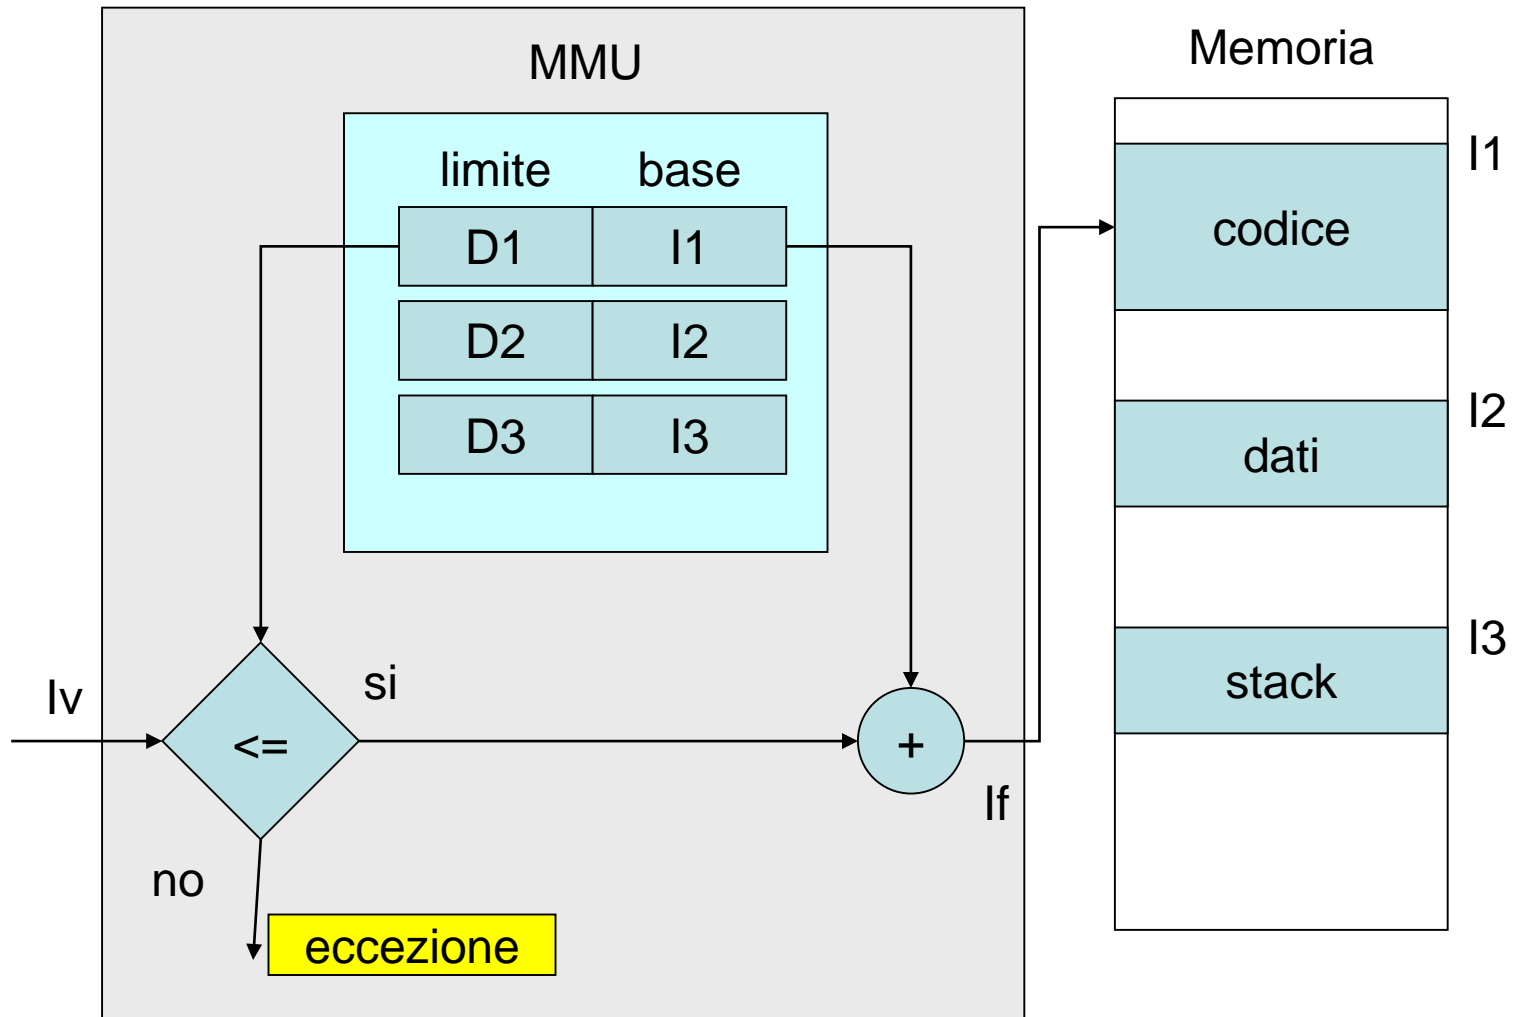 MMU
Memoria
limite base
D1 I1
D2 I2
D3 I3
I1
codice
I2
dati
I3
stack
Iv
<=
si
+
If
no
eccezione